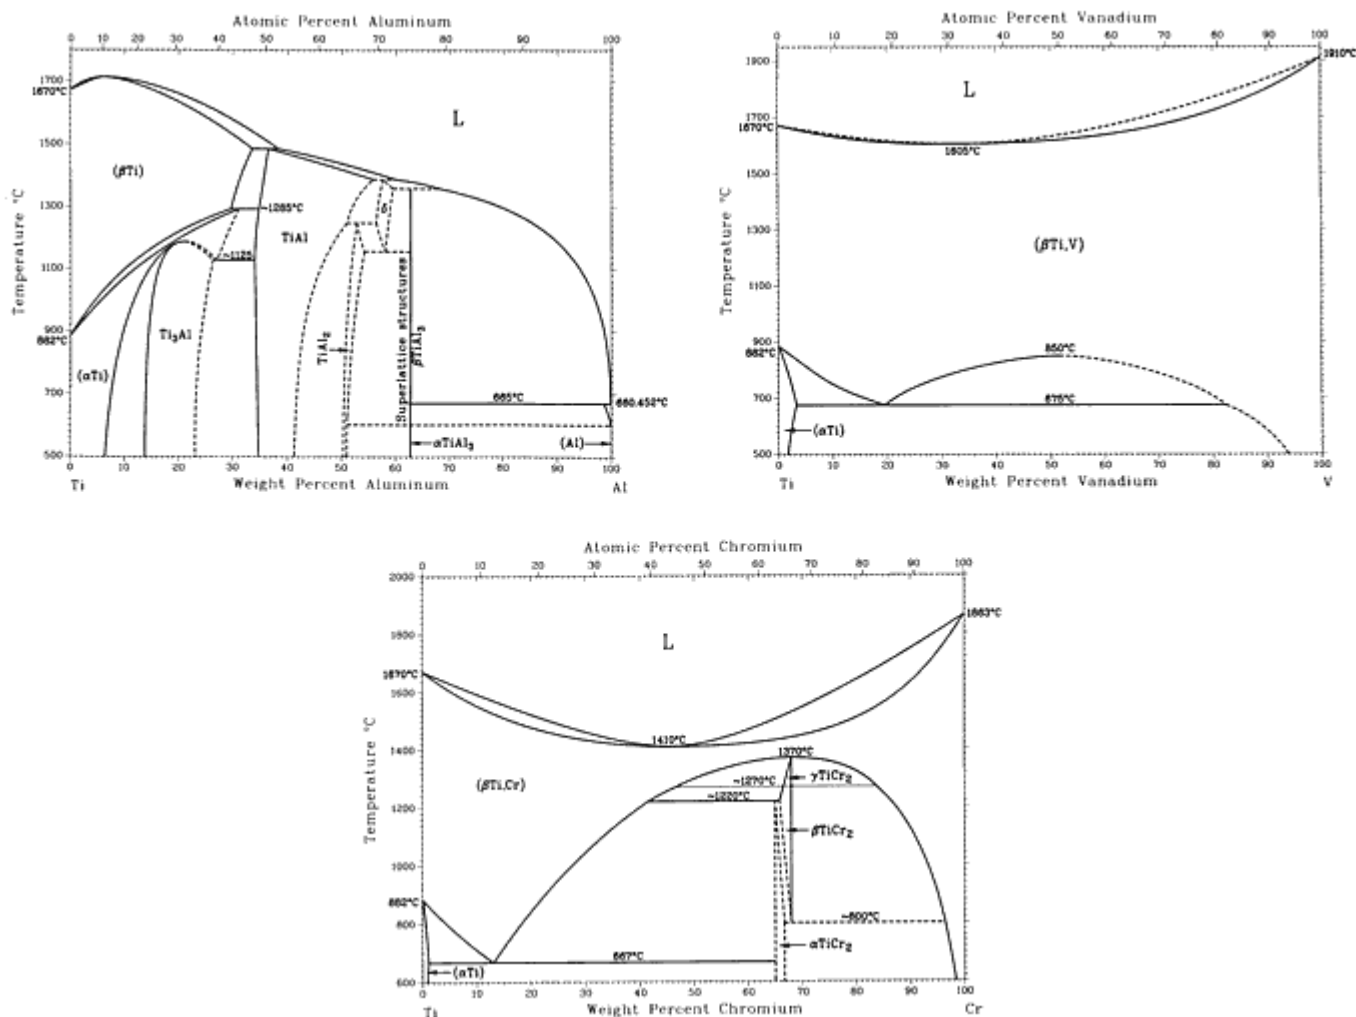 Atomic Percent Aluminum
0 10 20 30 40 50 60 70 80 90 100
1700
1670°C
L
1500
(βTi)
1300
1285°C
δ
TiAl
1100
~1125
Temperature °C
Ti₃Al
TiAl₂
Superlattice structures
βTiAl₃
900
882°C
(αTi)
700
665°C
660.452°C
αTiAl₃
(Al)
500
0 10 20 30 40 50 60 70 80 90 100
Ti Weight Percent Aluminum Al
Atomic Percent Vanadium
0 10 20 30 40 50 60 70 80 90 100
1910°C
1900
L
1700
1670°C
1605°C
1500
1300
(βTi,V)
Temperature °C
1100
900
882°C
850°C
700
675°C
(αTi)
500
0 10 20 30 40 50 60 70 80 90 100
Ti Weight Percent Vanadium V
Atomic Percent Chromium
0 10 20 30 40 50 60 70 80 90 100
2000
1863°C
1800
L
1670°C
1600
1410°C
1400
1370°C
~1270°C
γTiCr₂
(βTi,Cr)
~1220°C
1200
βTiCr₂
Temperature °C
1000
882°C
800
~800°C
αTiCr₂
667°C
(αTi)
600
0 10 20 30 40 50 60 70 80 90 100
Ti Weight Percent Chromium Cr